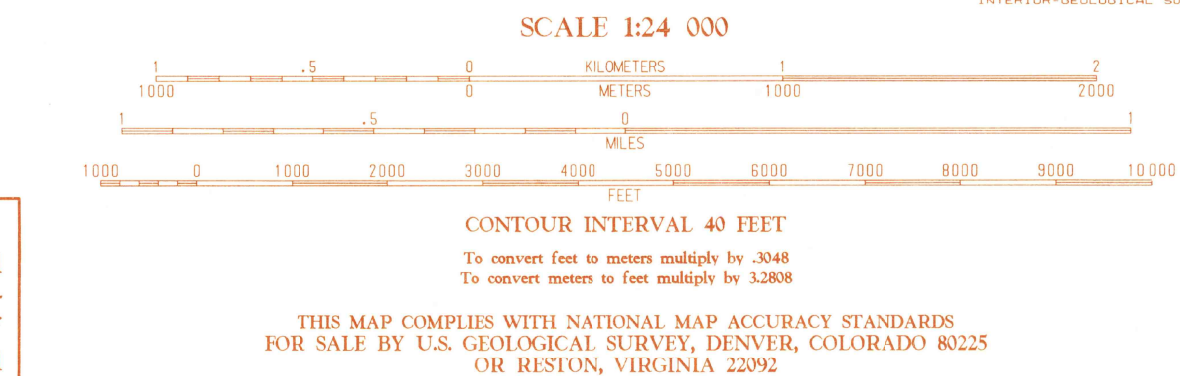 INTERIOR-GEOLOGICAL
SCALE 1:24 000
1 .5 0 KILOMETERS 1 2
1000 0 METERS 1000 2000
1 .5 0 1
MILES
1000 0 1000 2000 3000 4000 5000 6000 7000 8000 9000 10 000
FEET
CONTOUR INTERVAL 40 FEET
To convert feet to meters multiply by .3048
To convert meters to feet multiply by 3.2808
THIS MAP COMPLIES WITH NATIONAL MAP ACCURACY STANDARDS
FOR SALE BY U.S. GEOLOGICAL SURVEY, DENVER, COLORADO 80225
OR RESTON, VIRGINIA 22092